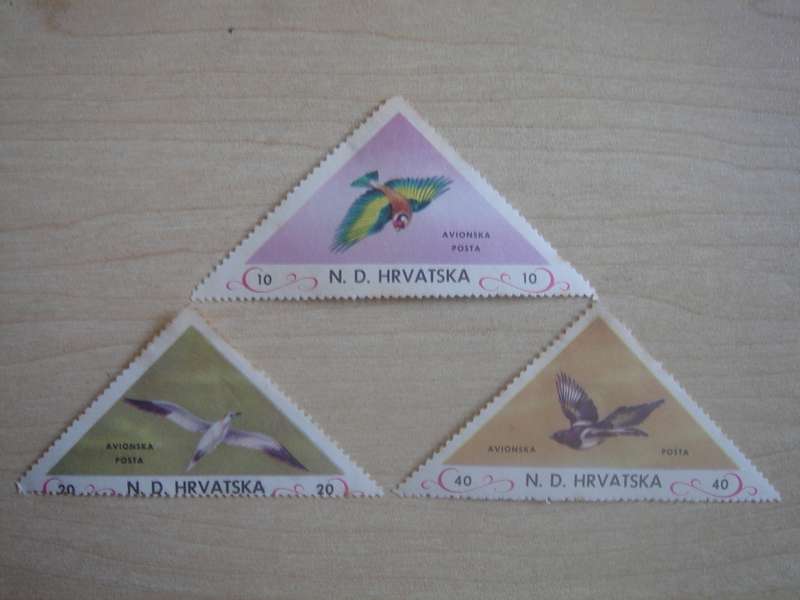 AVIONSKA
POSTA
10 N. D. HRVATSKA 10
AVIONSKA
POSTA
20 N. D. HRVATSKA 20
AVIONSKA POSTA
40 N. D. HRVATSKA 40